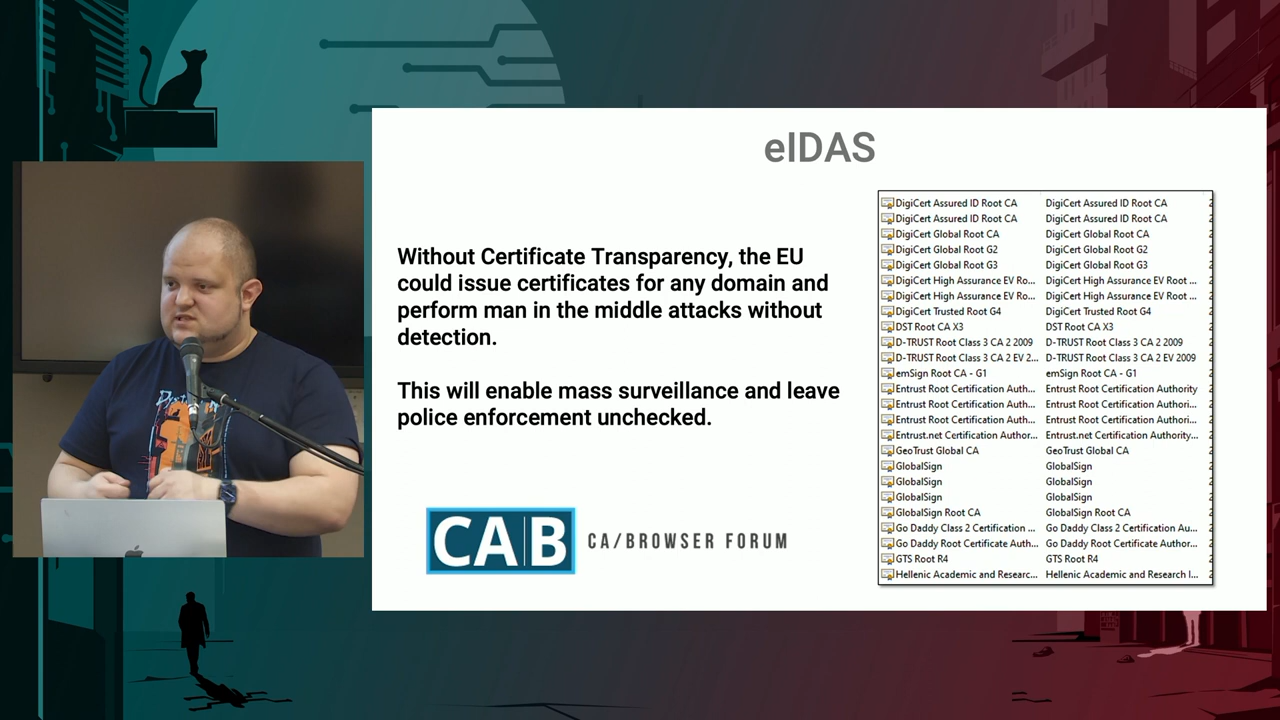 eIDAS
Without Certificate Transparency, the EU
could issue certificates for any domain and
perform man in the middle attacks without
detection.
This will enable mass surveillance and leave
police enforcement unchecked.
CAB CA/BROWSER FORUM
DigiCert Assured ID Root CA DigiCert Assured ID Root CA
DigiCert Assured ID Root CA DigiCert Assured ID Root CA
DigiCert Global Root CA DigiCert Global Root CA
DigiCert Global Root G2 DigiCert Global Root G2
DigiCert Global Root G3 DigiCert Global Root G3
DigiCert High Assurance EV Ro... DigiCert High Assurance EV Root ...
DigiCert High Assurance EV Ro... DigiCert High Assurance EV Root ...
DigiCert Trusted Root G4 DigiCert Trusted Root G4
DST Root CA X3 DST Root CA X3
D-TRUST Root Class 3 CA 2 2009 D-TRUST Root Class 3 CA 2 2009
D-TRUST Root Class 3 CA 2 EV 2... D-TRUST Root Class 3 CA 2 EV 2009
emSign Root CA - G1 emSign Root CA - G1
Entrust Root Certification Auth... Entrust Root Certification Authority
Entrust Root Certification Auth... Entrust Root Certification Authori...
Entrust Root Certification Auth... Entrust Root Certification Authori...
Entrust.net Certification Author... Entrust.net Certification Authority...
GeoTrust Global CA GeoTrust Global CA
GlobalSign GlobalSign
GlobalSign GlobalSign
GlobalSign GlobalSign
GlobalSign Root CA GlobalSign Root CA
Go Daddy Class 2 Certification ... Go Daddy Class 2 Certification Au...
Go Daddy Root Certificate Auth... Go Daddy Root Certificate Author...
GTS Root R4 GTS Root R4
Hellenic Academic and Researc... Hellenic Academic and Research I...